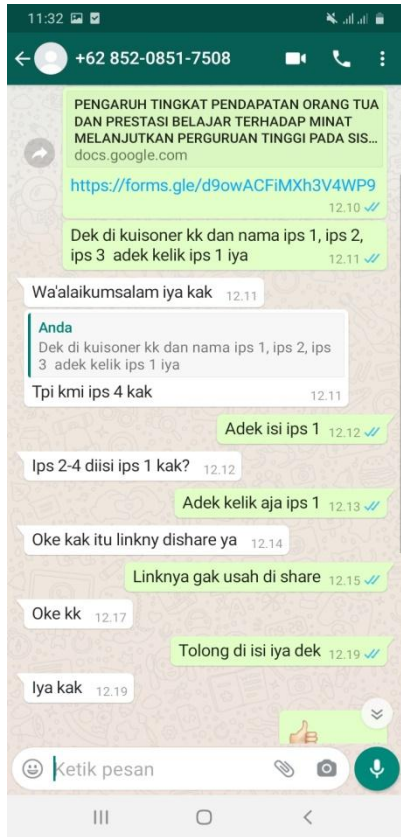 11:32
+62 852-0851-7508
PENGARUH TINGKAT PENDAPATAN ORANG TUA
DAN PRESTASI BELAJAR TERHADAP MINAT
MELANJUTKAN PERGURUAN TINGGI PADA SIS...
docs.google.com
https://forms.gle/d9owACFiMXh3V4WP9
12.10
Dek di kuisoner kk dan nama ips 1, ips 2,
ips 3  adek kelik ips 1 iya
12.11
Wa'alaikumsalam iya kak 12.11
Anda
Dek di kuisoner kk dan nama ips 1, ips 2, ips
3  adek kelik ips 1 iya
Tpi kmi ips 4 kak
12.11
Adek isi ips 1 12.12
Ips 2-4 diisi ips 1 kak? 12.12
Adek kelik aja ips 1 12.13
Oke kak itu linkny dishare ya 12.14
Linknya gak usah di share 12.15
Oke kk 12.17
Tolong di isi iya dek 12.19
Iya kak 12.19
Ketik pesan